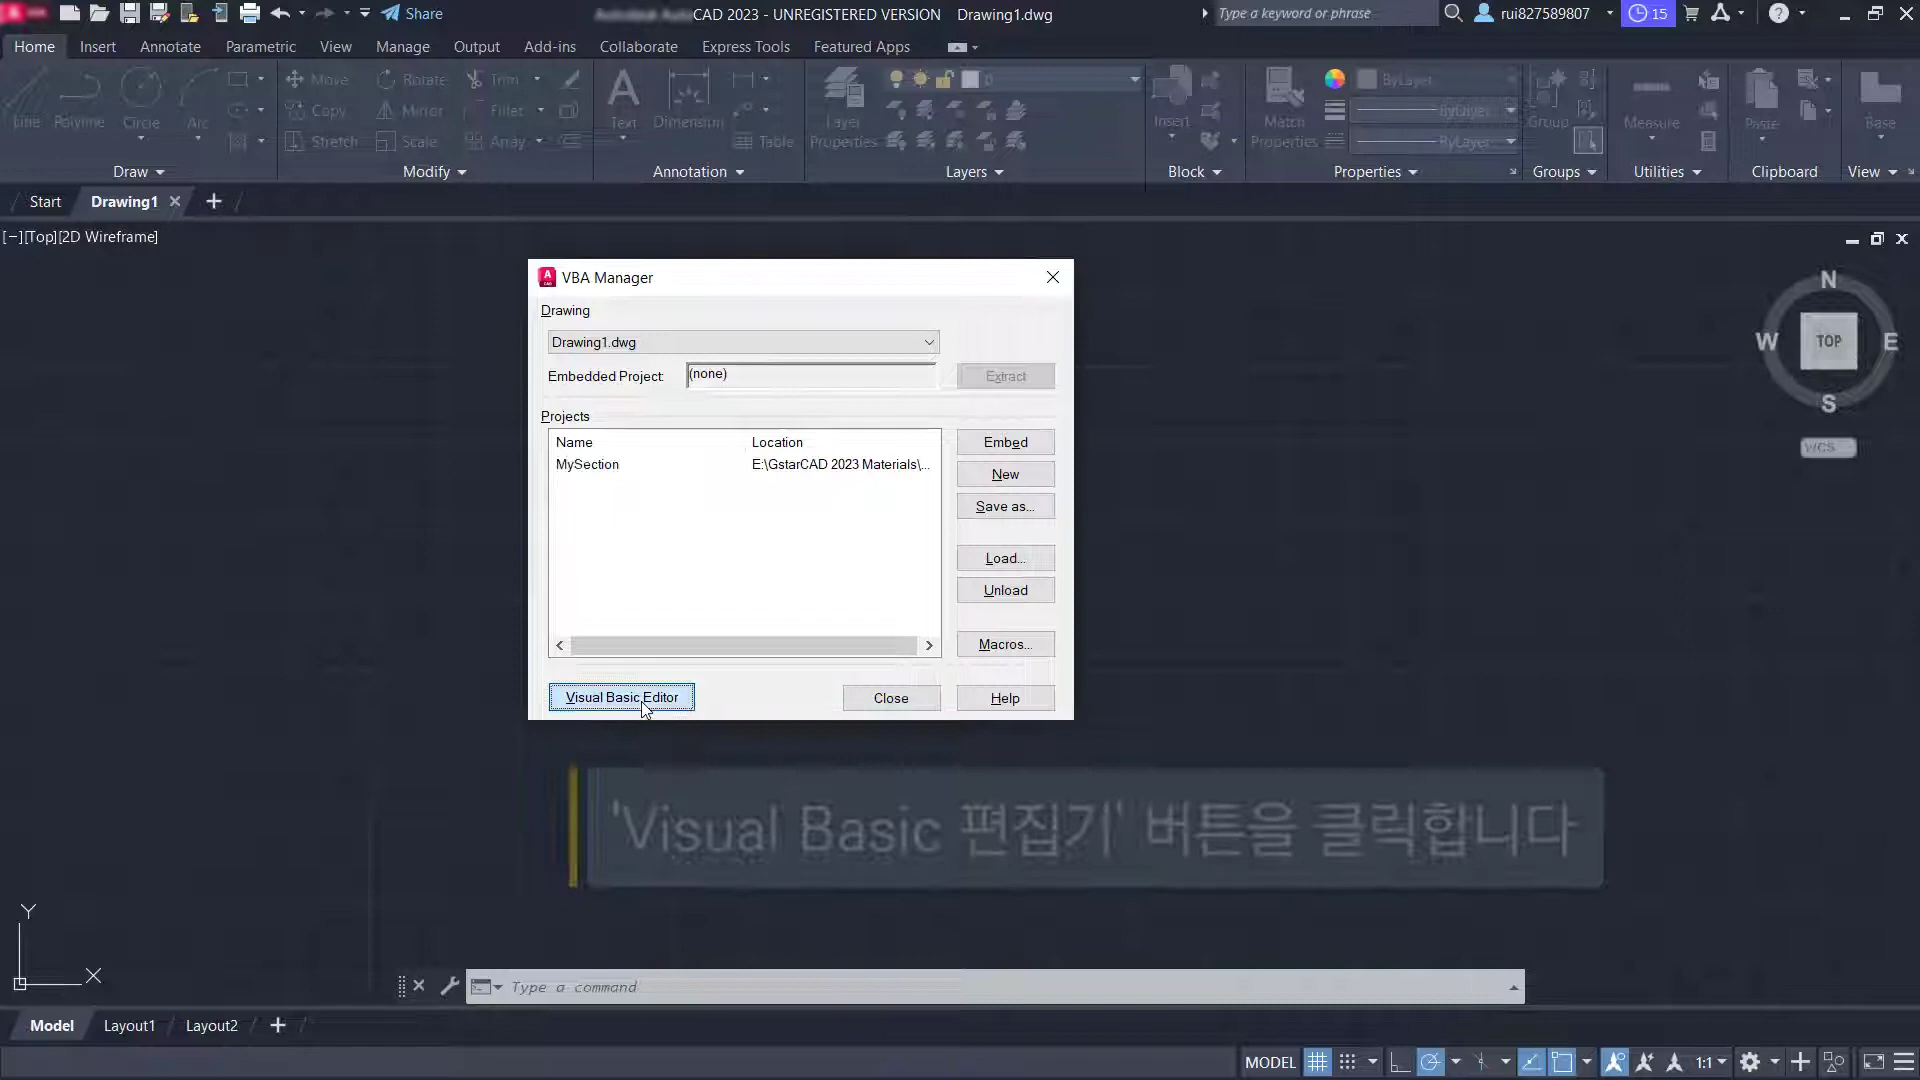 Share
CAD 2023 - UNREGISTERED VERSION Drawing1.dwg
Type a keyword or phrase
rui827589807
15
Home Insert Annotate Parametric View Manage Output Add-ins Collaborate Express Tools Featured Apps
Line Polyline Circle Arc
Move Rotate Trim
Copy Mirror Fillet
Stretch Scale Array
Text Dimension Table
Layer Properties
0
Insert
Match Properties
ByLayer
ByLayer
ByLayer
Group
Measure
Paste
Base
Draw Modify Annotation Layers Block Properties Groups Utilities Clipboard View
Start Drawing1
[−][Top][2D Wireframe]
N
W TOP E
S
WCS
VBA Manager
Drawing
Drawing1.dwg
Embedded Project: (none) Extract
Projects
Name Location
MySection E:\GstarCAD 2023 Materials\...
Embed
New
Save as...
Load...
Unload
Macros...
Visual Basic Editor Close Help
'Visual Basic 편집기' 버튼을 클릭합니다
Y
X
Type a command
Model Layout1 Layout2
MODEL 1:1